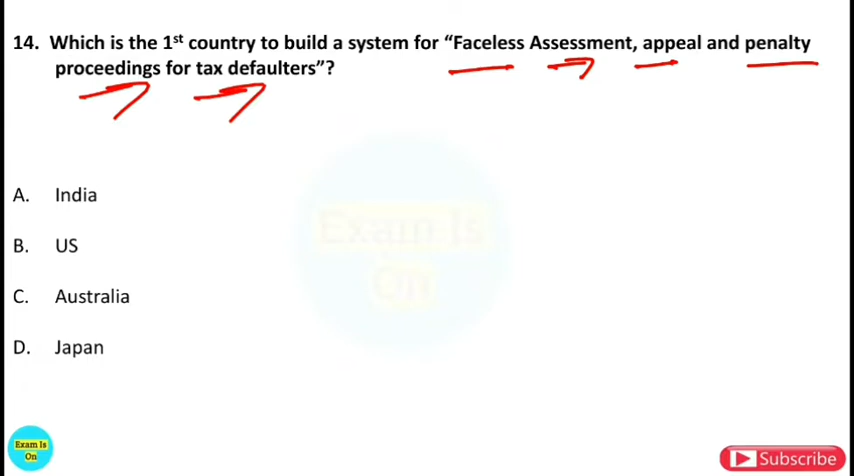 14. Which is the 1st country to build a system for “Faceless Assessment, appeal and penalty
proceedings for tax defaulters”?
A. India
B. US
C. Australia
D. Japan
Exam Is
On
Exam Is
On
Subscribe